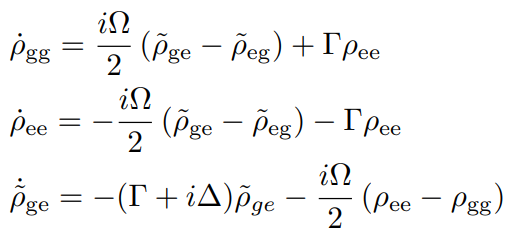 ρ̇_gg = iΩ/2 (ρ̃_ge − ρ̃_eg) + Γρ_ee
ρ̇_ee = −iΩ/2 (ρ̃_ge − ρ̃_eg) − Γρ_ee
ρ̃̇_ge = −(Γ + iΔ)ρ̃_ge − iΩ/2 (ρ_ee − ρ_gg)